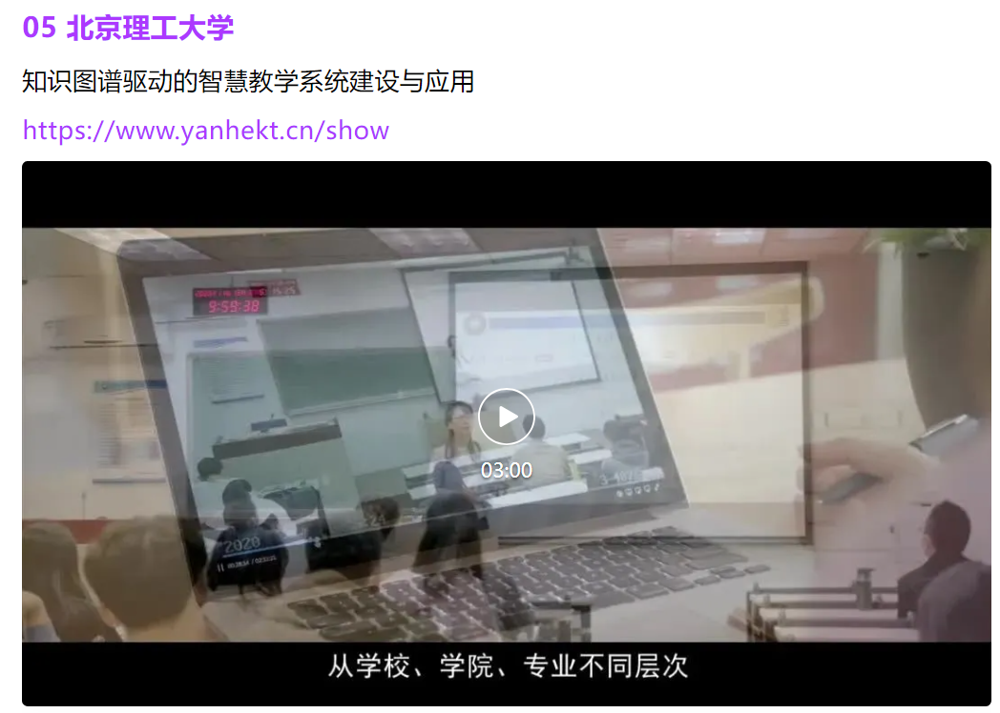 05 北京理工大学
知识图谱驱动的智慧教学系统建设与应用
https://www.yanhekt.cn/show
9:59:38
03:00
2020
从学校、学院、专业不同层次